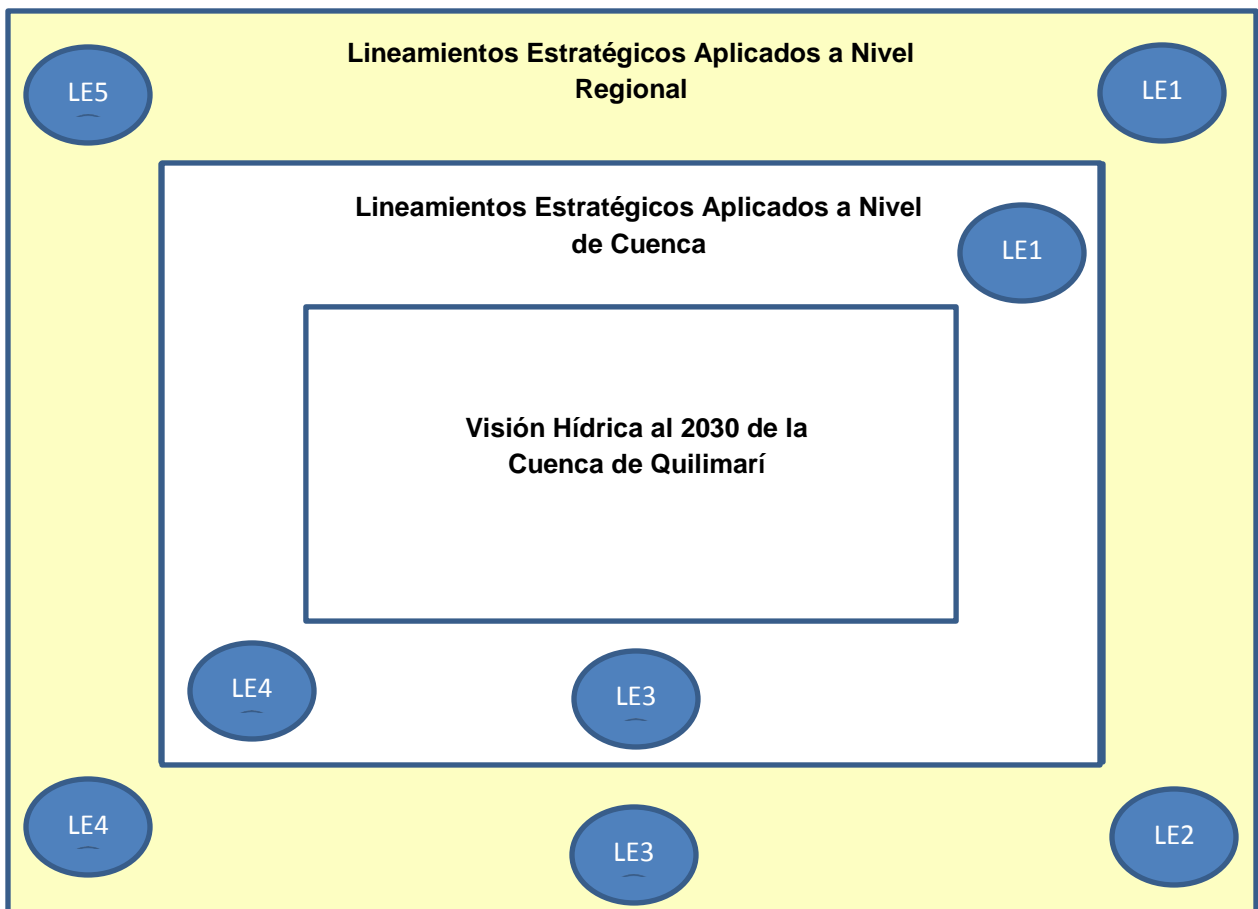 Lineamientos Estratégicos Aplicados a Nivel
Regional
LE5
LE1
Lineamientos Estratégicos Aplicados a Nivel
de Cuenca
LE1
Visión Hídrica al 2030 de la
Cuenca de Quilimarí
LE4
LE3
LE4
LE3
LE2